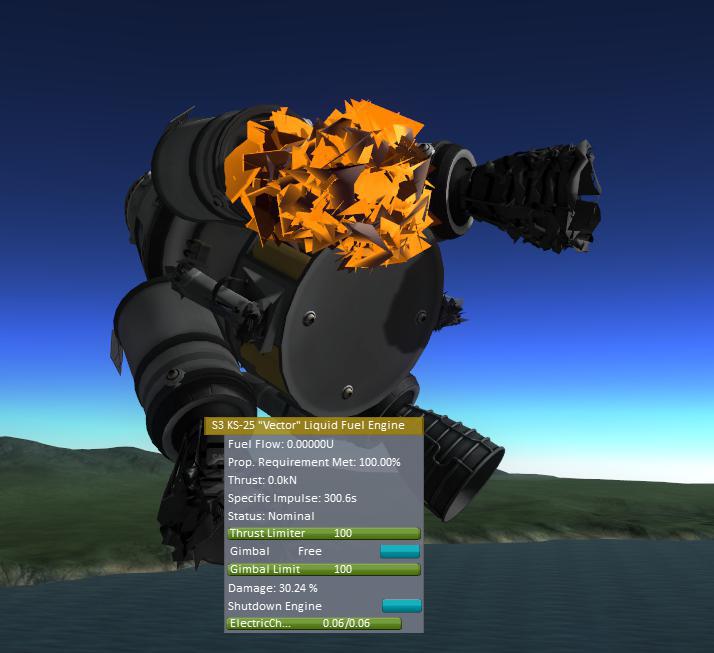 S3 KS-25 "Vector" Liquid Fuel Engine
Fuel Flow: 0.00000U
Prop. Requirement Met: 100.00%
Thrust: 0.0kN
Specific Impulse: 300.6s
Status: Nominal
Thrust Limiter 100
Gimbal Free
Gimbal Limit 100
Damage: 30.24 %
Shutdown Engine
ElectricCh... 0.06/0.06